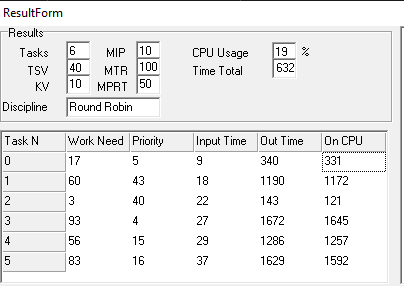 ResultForm
Results
Tasks 6 MIP 10 CPU Usage 19 %
TSV 40 MTR 100 Time Total 632
KV 10 MPRT 50
Discipline Round Robin
Task N Work Need Priority Input Time Out Time On CPU
0 17 5 9 340 331
1 60 43 18 1190 1172
2 3 40 22 143 121
3 93 4 27 1672 1645
4 56 15 29 1286 1257
5 83 16 37 1629 1592